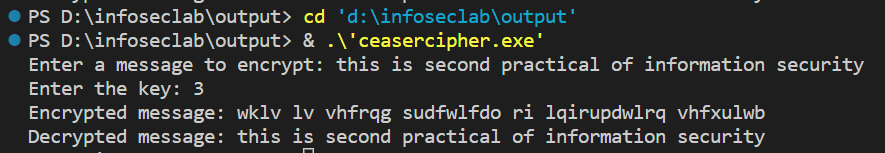 PS D:\infoseclab\output> cd 'd:\infoseclab\output'
PS D:\infoseclab\output> & .\'ceasercipher.exe'
Enter a message to encrypt: this is second practical of information security
Enter the key: 3
Encrypted message: wklv lv vhfrqg sudfwlfdo ri lqirupdwlrq vhfxulwb
Decrypted message: this is second practical of information security